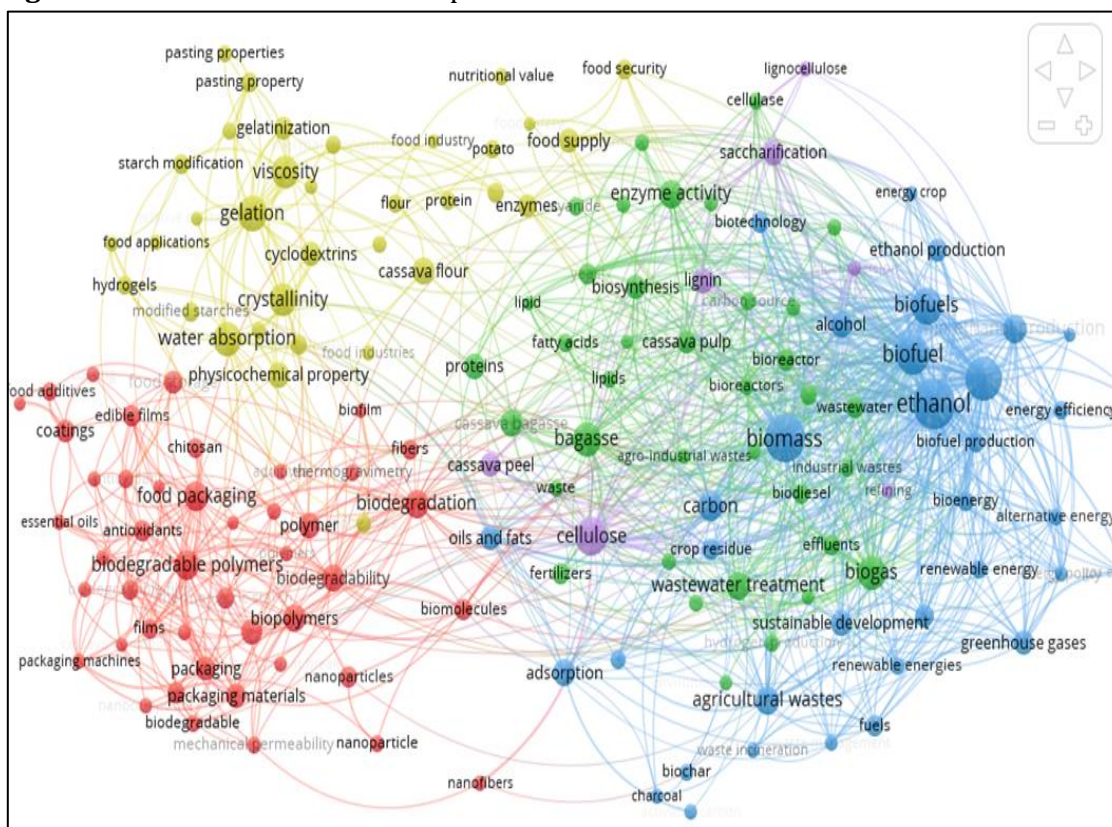 pasting properties
nutritional value
food security
lignocellulose
pasting property
cellulase
gelatinization
food industry
potato
food supply
saccharification
starch modification
viscosity
enzyme activity
energy crop
flour
protein
enzymes
biotechnology
gelation
food applications
cyclodextrins
ethanol production
cassava flour
lignin
hydrogels
biosynthesis
crystallinity
lipid
carbon source
biofuels
modified starches
alcohol
water absorption
fatty acids
cassava pulp
food industries
proteins
bioreactor
biofuel
physicochemical property
lipids
bioreactors
food additives
edible films
biofilm
wastewater
ethanol
energy efficiency
coatings
cassava bagasse
bagasse
biomass
biofuel production
chitosan
fibers
agro-industrial wastes
thermogravimetry
cassava peel
industrial wastes
food packaging
waste
biodiesel
refining
bioenergy
biodegradation
carbon
alternative energy
essential oils
antioxidants
polymer
oils and fats
cellulose
crop residue
effluents
biodegradable polymers
biodegradability
fertilizers
wastewater treatment
biogas
renewable energy
films
biopolymers
biomolecules
sustainable development
greenhouse gases
packaging machines
packaging
nanoparticles
adsorption
renewable energies
packaging materials
agricultural wastes
biodegradable
fuels
mechanical permeability
nanoparticle
waste incineration
nanofibers
biochar
charcoal